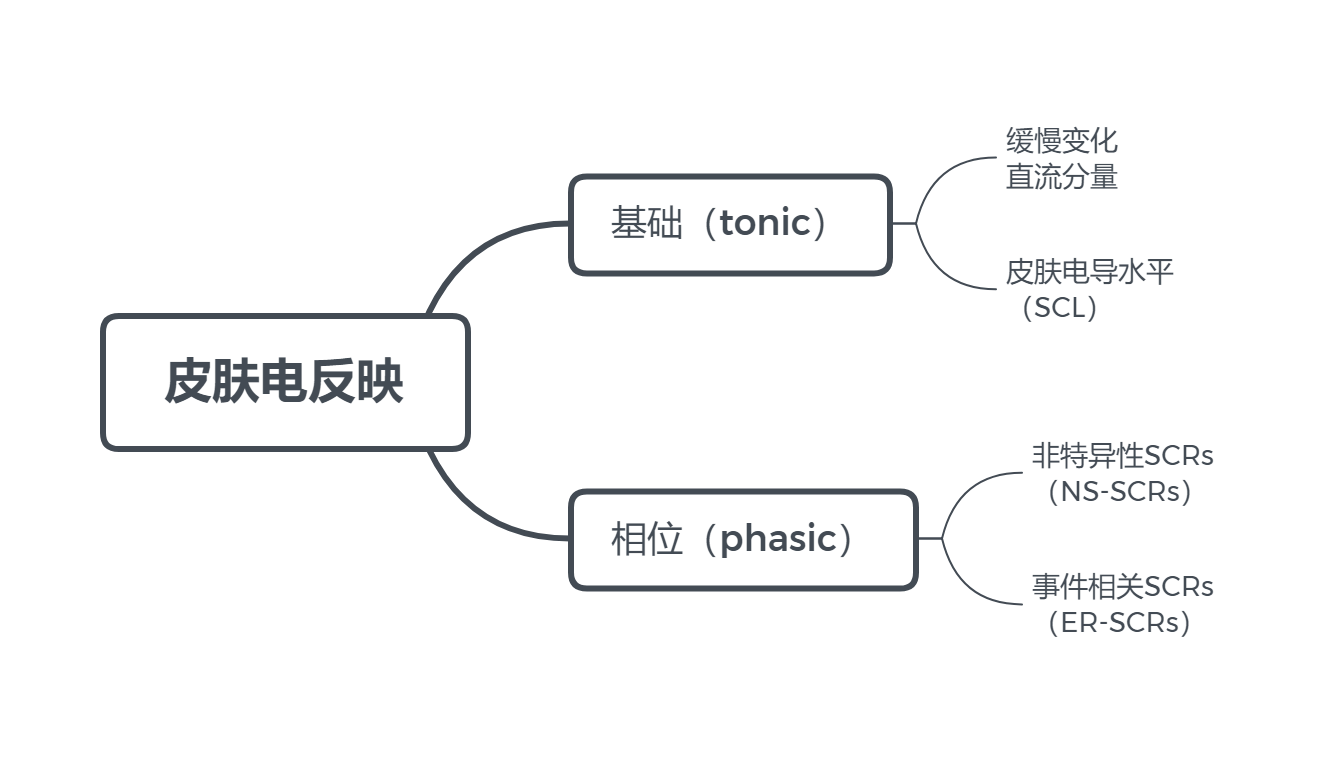 皮肤电反映
基础（tonic）
缓慢变化
直流分量
皮肤电导水平
（SCL）
相位（phasic）
非特异性SCRs
（NS-SCRs）
事件相关SCRs
（ER-SCRs）